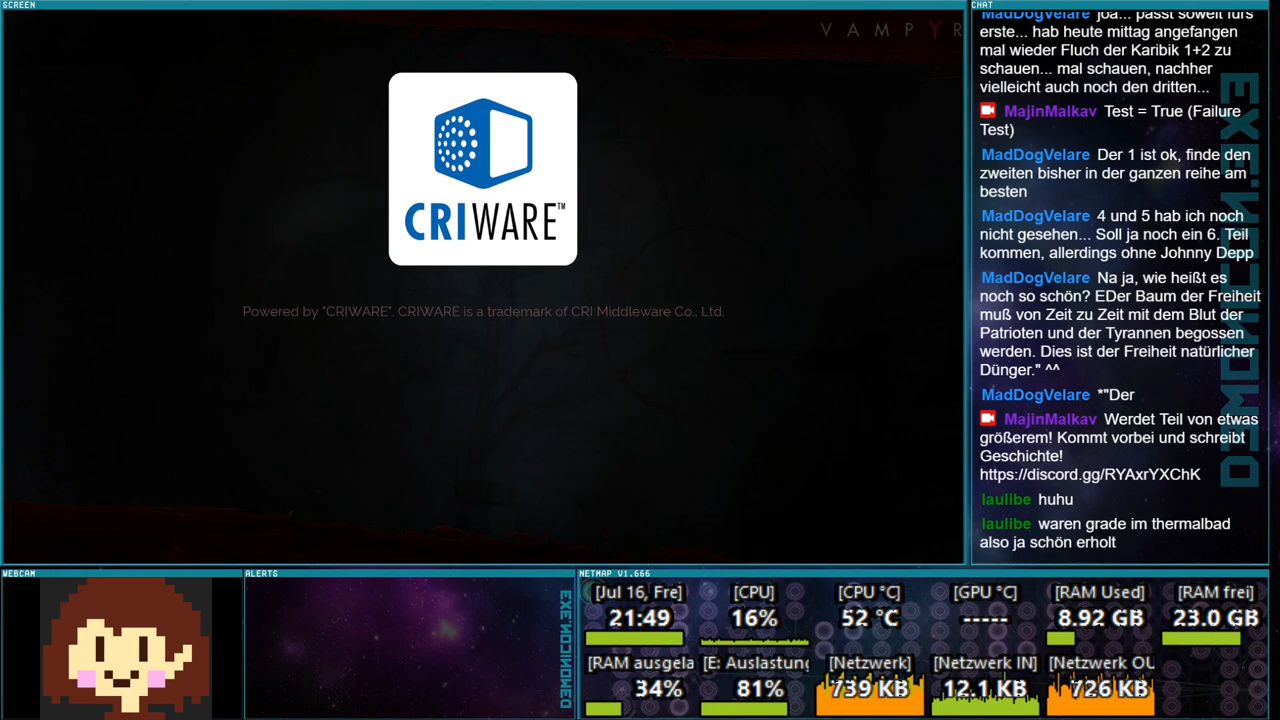 SCREEN
VAMPYR
CRIWARE™
Powered by "CRIWARE". CRIWARE is a trademark of CRI Middleware Co., Ltd.
CHAT
MadDogVelare joa... passt soweit fürs
erste... hab heute mittag angefangen
mal wieder Fluch der Karibik 1+2 zu
schauen... mal schauen, nachher
vielleicht auch noch den dritten...
MajinMalkav Test = True (Failure
Test)
MadDogVelare Der 1 ist ok, finde den
zweiten bisher in der ganzen reihe am
besten
MadDogVelare 4 und 5 hab ich noch
nicht gesehen... Soll ja noch ein 6. Teil
kommen, allerdings ohne Johnny Depp
MadDogVelare Na ja, wie heißt es
noch so schön? EDer Baum der Freiheit
muß von Zeit zu Zeit mit dem Blut der
Patrioten und der Tyrannen begossen
werden. Dies ist der Freiheit natürlicher
Dünger." ^^
MadDogVelare *"Der
MajinMalkav Werdet Teil von etwas
größerem! Kommt vorbei und schreibt
Geschichte!
https://discord.gg/RYAxrYXChK
laulibe huhu
laulibe waren grade im thermalbad
also ja schön erholt
WEBCAM
ALERTS
NETMAP V1.666
[Jul 16, Fre] [CPU] [CPU °C] [GPU °C] [RAM Used] [RAM frei]
21:49 16% 52 °C ----- 8.92 GB 23.0 GB
[RAM ausgela [E: Auslastung [Netzwerk] [Netzwerk IN] [Netzwerk OU
34% 81% 739 KB 12.1 KB 726 KB